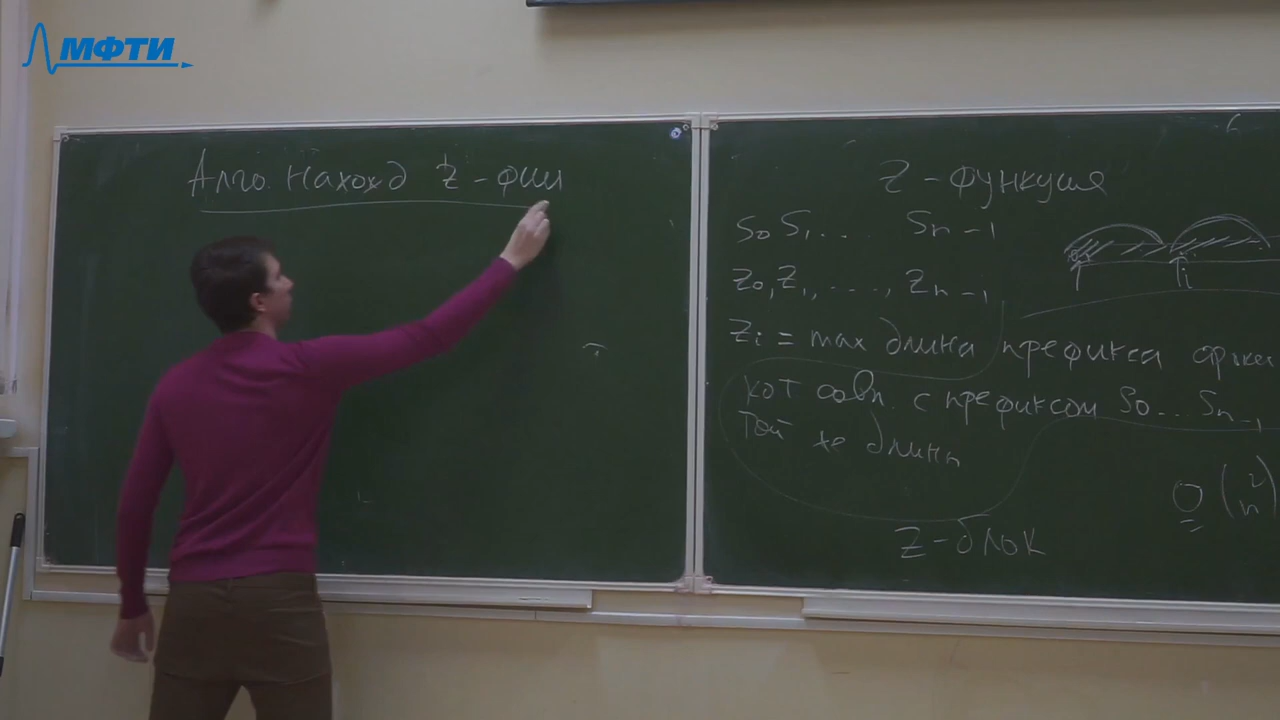 МФТИ
Алго. нахожд z-фции
z-функция
S₀ S₁ .... Sₙ₋₁
z₀, z₁, ...., zₙ₋₁
zᵢ = max длина префикса
кот совп. с префиксом S₀...Sₙ₋₁
той же длины
i
O(n²)
z-блок